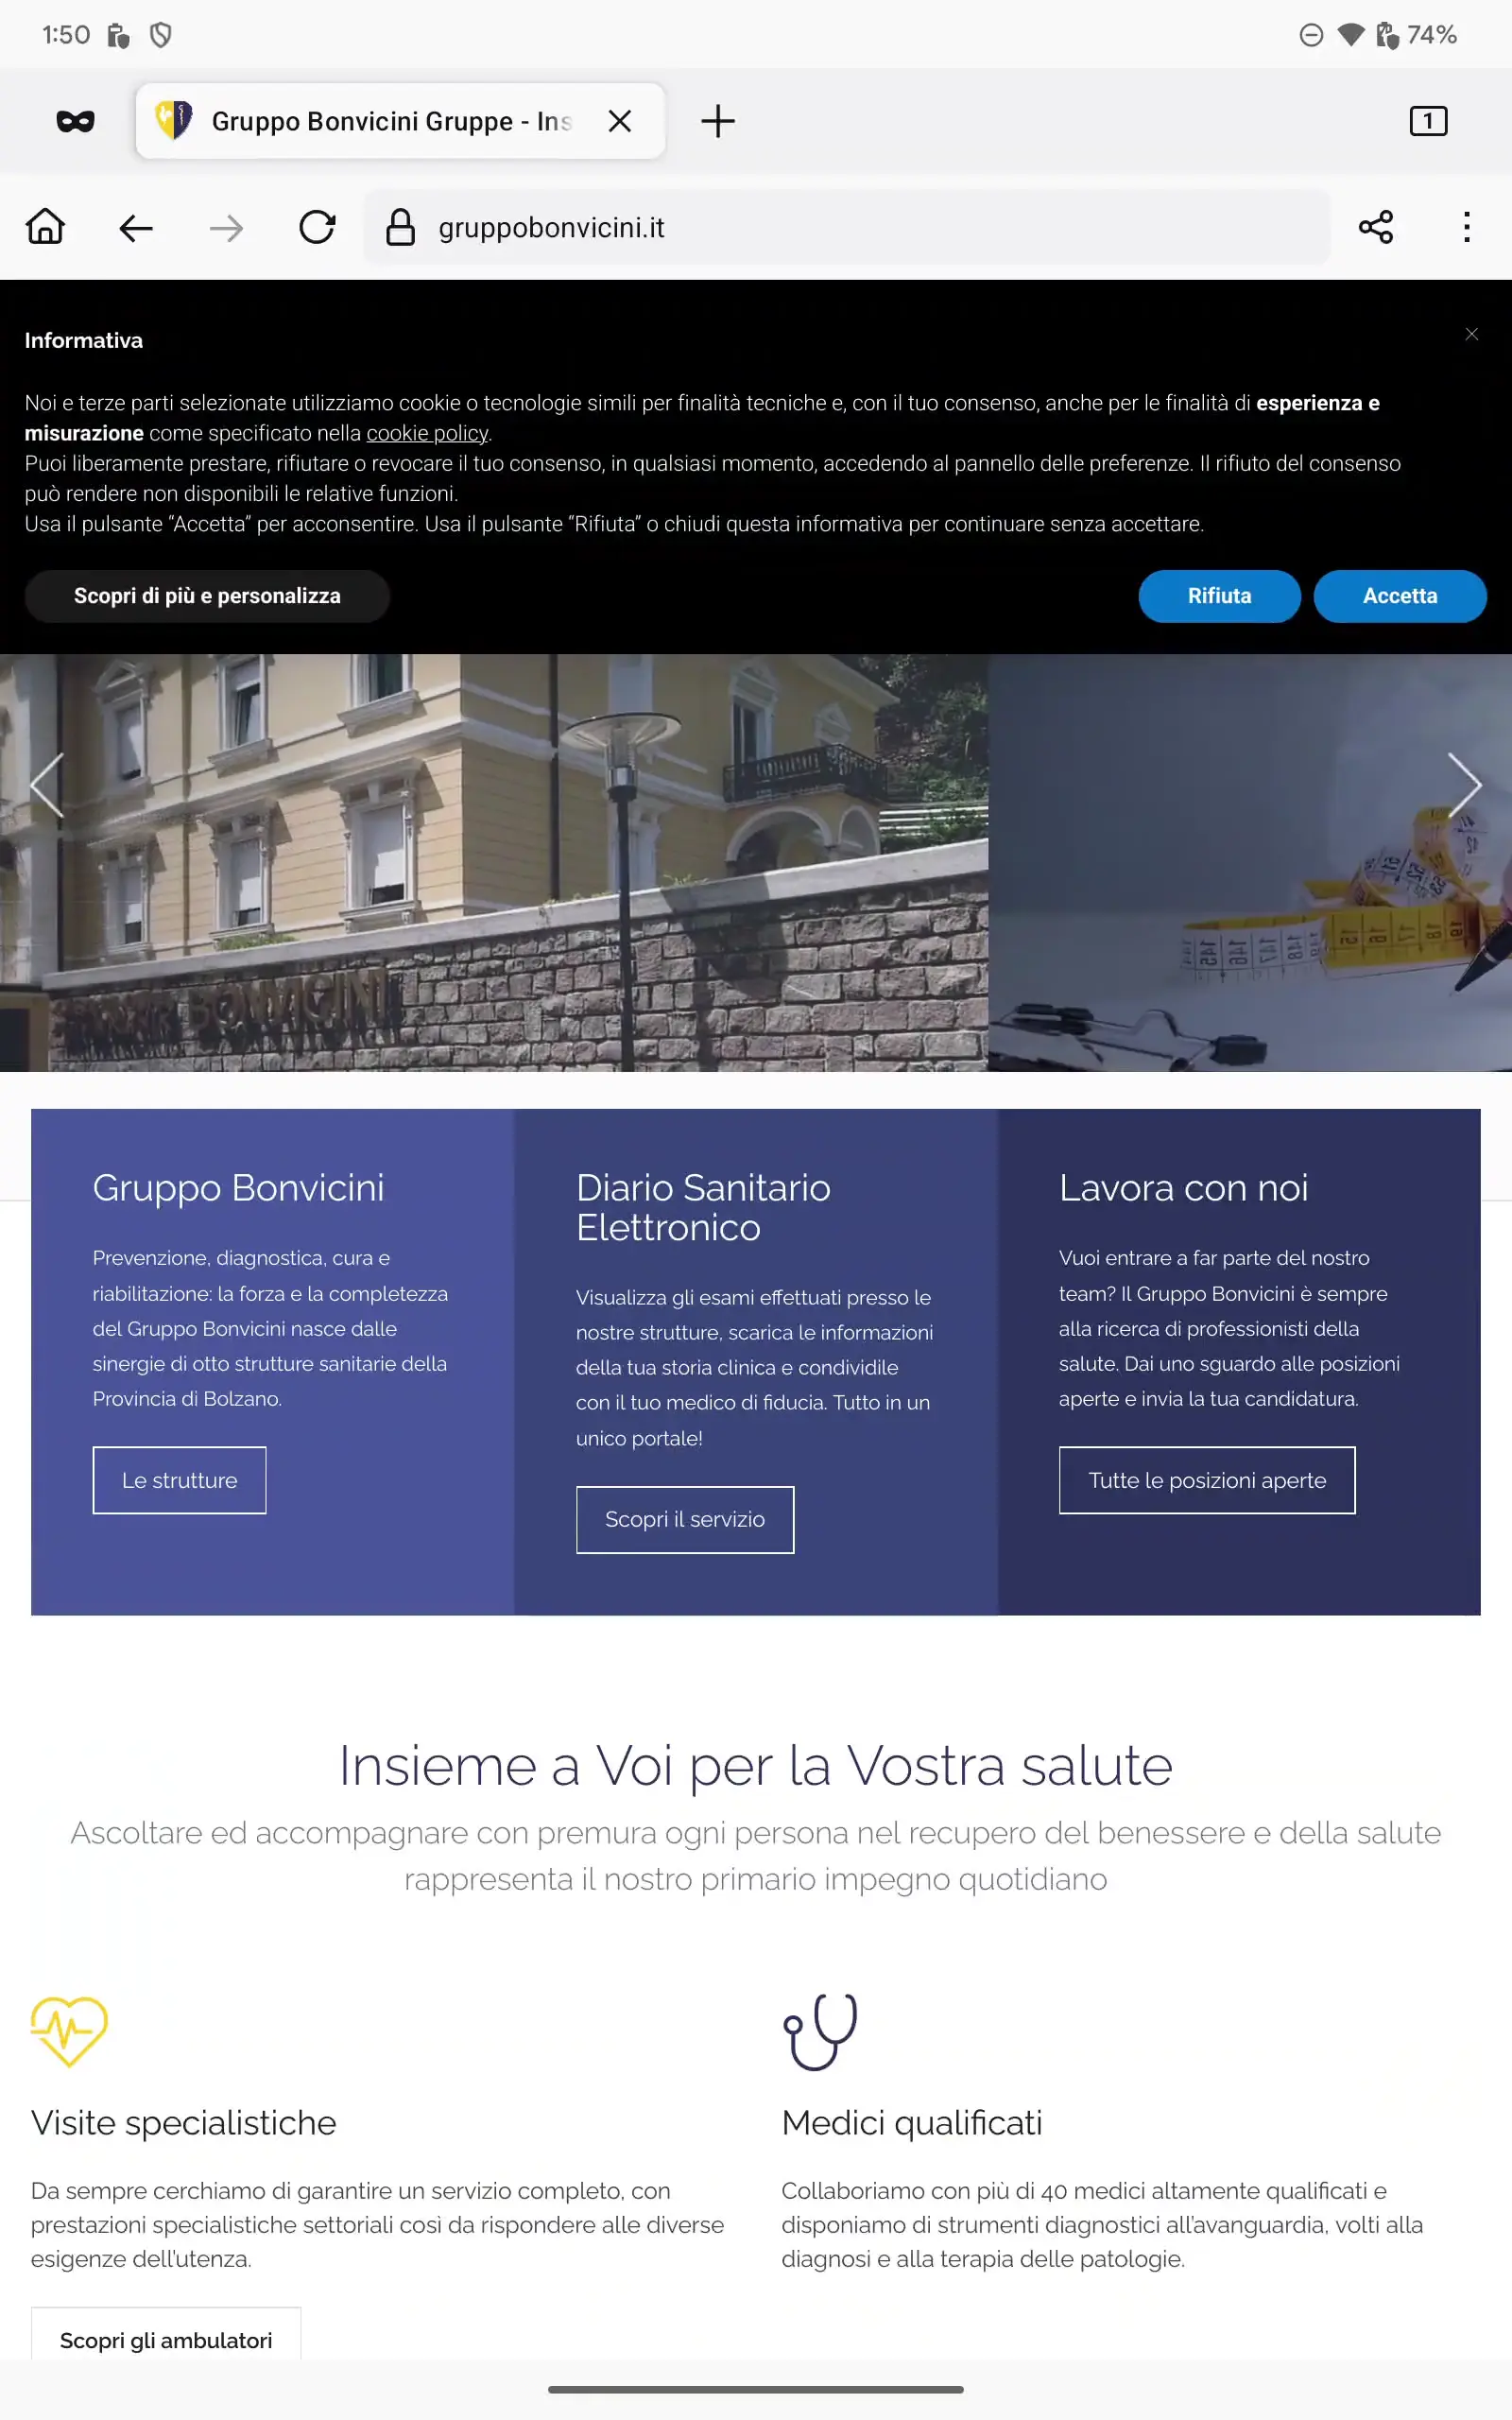 1:50
74%
Gruppo Bonvicini Gruppe - Ins
1
gruppobonvicini.it
Informativa
Noi e terze parti selezionate utilizziamo cookie o tecnologie simili per finalità tecniche e, con il tuo consenso, anche per le finalità di esperienza e
misurazione come specificato nella cookie policy.
Puoi liberamente prestare, rifiutare o revocare il tuo consenso, in qualsiasi momento, accedendo al pannello delle preferenze. Il rifiuto del consenso
può rendere non disponibili le relative funzioni.
Usa il pulsante “Accetta” per acconsentire. Usa il pulsante “Rifiuta” o chiudi questa informativa per continuare senza accettare.
Scopri di più e personalizza
Rifiuta
Accetta
BONVICINI
Gruppo Bonvicini
Prevenzione, diagnostica, cura e
riabilitazione: la forza e la completezza
del Gruppo Bonvicini nasce dalle
sinergie di otto strutture sanitarie della
Provincia di Bolzano.
Le strutture
Diario Sanitario
Elettronico
Visualizza gli esami effettuati presso le
nostre strutture, scarica le informazioni
della tua storia clinica e condividile
con il tuo medico di fiducia. Tutto in un
unico portale!
Scopri il servizio
Lavora con noi
Vuoi entrare a far parte del nostro
team? Il Gruppo Bonvicini è sempre
alla ricerca di professionisti della
salute. Dai uno sguardo alle posizioni
aperte e invia la tua candidatura.
Tutte le posizioni aperte
Insieme a Voi per la Vostra salute
Ascoltare ed accompagnare con premura ogni persona nel recupero del benessere e della salute
rappresenta il nostro primario impegno quotidiano
Visite specialistiche
Da sempre cerchiamo di garantire un servizio completo, con
prestazioni specialistiche settoriali così da rispondere alle diverse
esigenze dell'utenza.
Scopri gli ambulatori
Medici qualificati
Collaboriamo con più di 40 medici altamente qualificati e
disponiamo di strumenti diagnostici all'avanguardia, volti alla
diagnosi e alla terapia delle patologie.